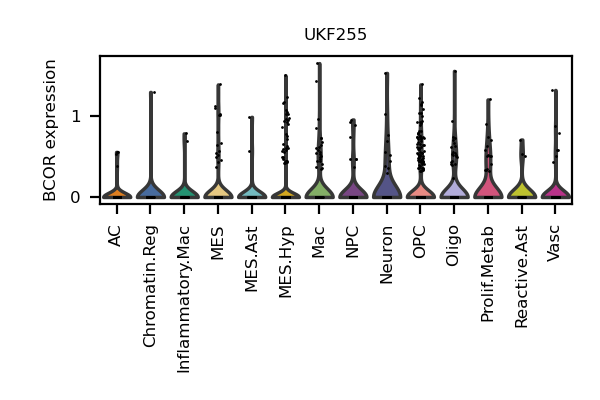 UKF255
BCOR expression
1
0
AC
Chromatin.Reg
Inflammatory.Mac
MES
MES.Ast
MES.Hyp
Mac
NPC
Neuron
OPC
Oligo
Prolif.Metab
Reactive.Ast
Vasc